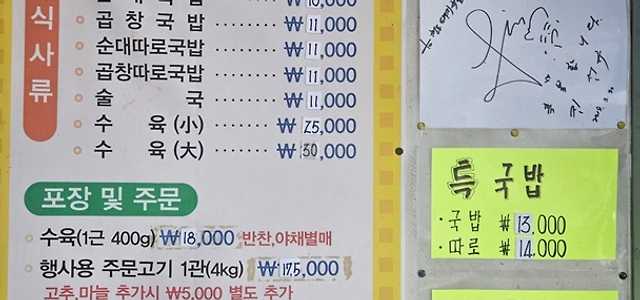 식사류
국밥 ₩10,000
곱창국밥 ₩11,000
순대따로국밥 ₩11,000
곱창따로국밥 ₩11,000
술국 ₩11,000
수육(小) ₩25,000
수육(大) ₩30,000
포장 및 주문
수육(1근 400g) ₩18,000 반찬,야채별매
행사용 주문고기 1관(4kg) ₩175,000
고추,마늘 추가시 ₩5,000 별도 추가
특 국밥
· 국밥 ₩13,000
· 따로 ₩14,000